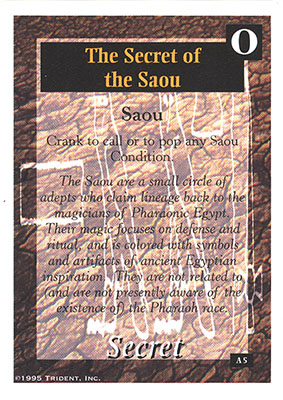 The Secret of
the Saou
O
Saou
Crank to call or to pop any Saou
Condition.
The Saou are a small circle of
adepts who claim lineage back to the
magicians of Pharaonic Egypt.
Their magic focuses on defense and
ritual, and is colored with symbols
and artifacts of ancient Egyptian
inspiration. They are not related to
(and are not presently aware of the
existence of) the Pharaoh race.
Secret
A5
©1995 TRIDENT, INC.